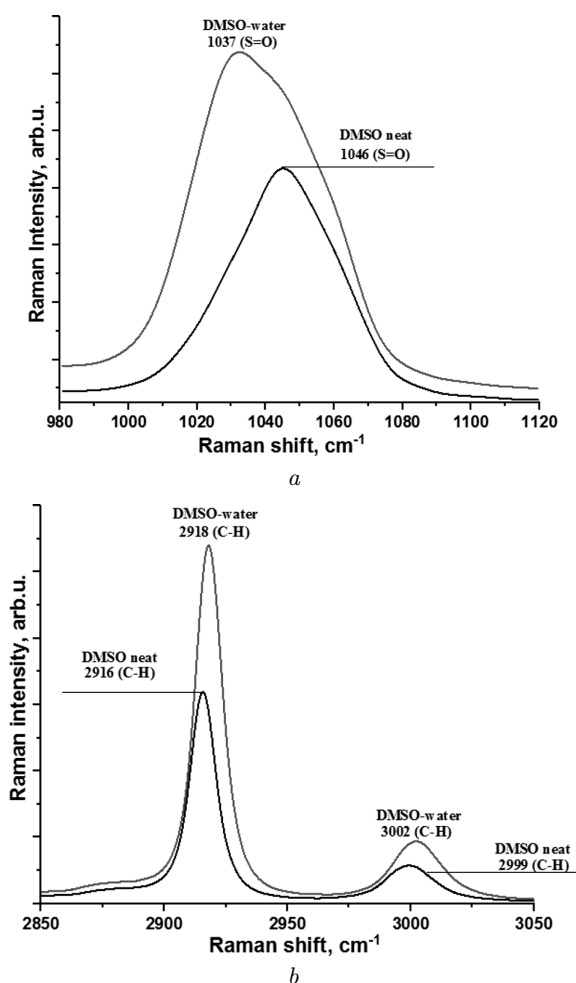 DMSO-water
1037 (S=O)
DMSO neat
1046 (S=O)
Raman Intensity, arb.u.
980 1000 1020 1040 1060 1080 1100 1120
Raman shift, cm-1
a
DMSO-water
2918 (C-H)
DMSO neat
2916 (C-H)
DMSO-water
3002 (C-H)
DMSO neat
2999 (C-H)
Raman intensity, arb.u.
2850 2900 2950 3000 3050
Raman shift, cm-1
b